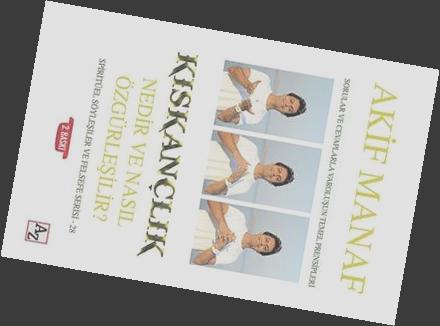 AKİF MANAF
SORULAR VE CEVAPLARLA VAROLUŞUN TEMEL PRENSİPLERİ
KISKANÇLIK
NEDİR VE NASIL
ÖZGÜRLEŞİLİR?
SPİRİTÜEL SÖYLEŞİLER VE FELSEFE SERİSİ - 28
2. BASKI
AZ